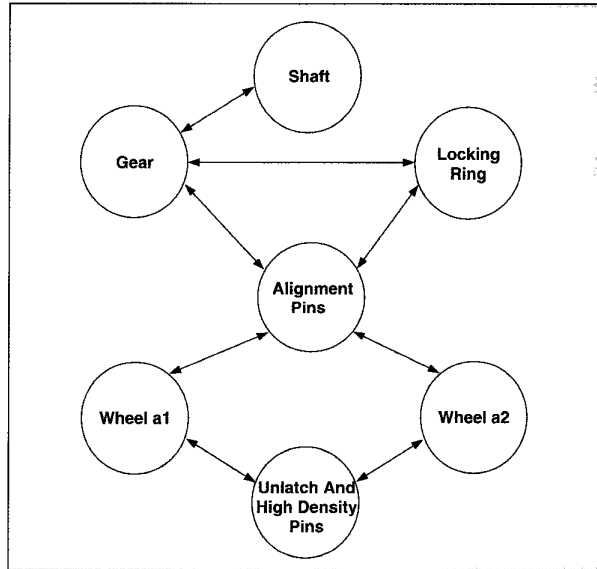 Shaft
Gear
Locking
Ring
Alignment
Pins
Wheel a1
Wheel a2
Unlatch And
High Density
Pins